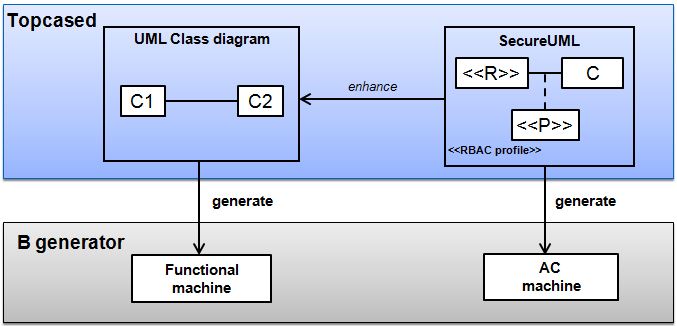 Topcased
UML Class diagram
SecureUML
<<R>>
C
C1
C2
enhance
<<P>>
<<RBAC profile>>
generate
generate
B generator
Functional
machine
AC
machine